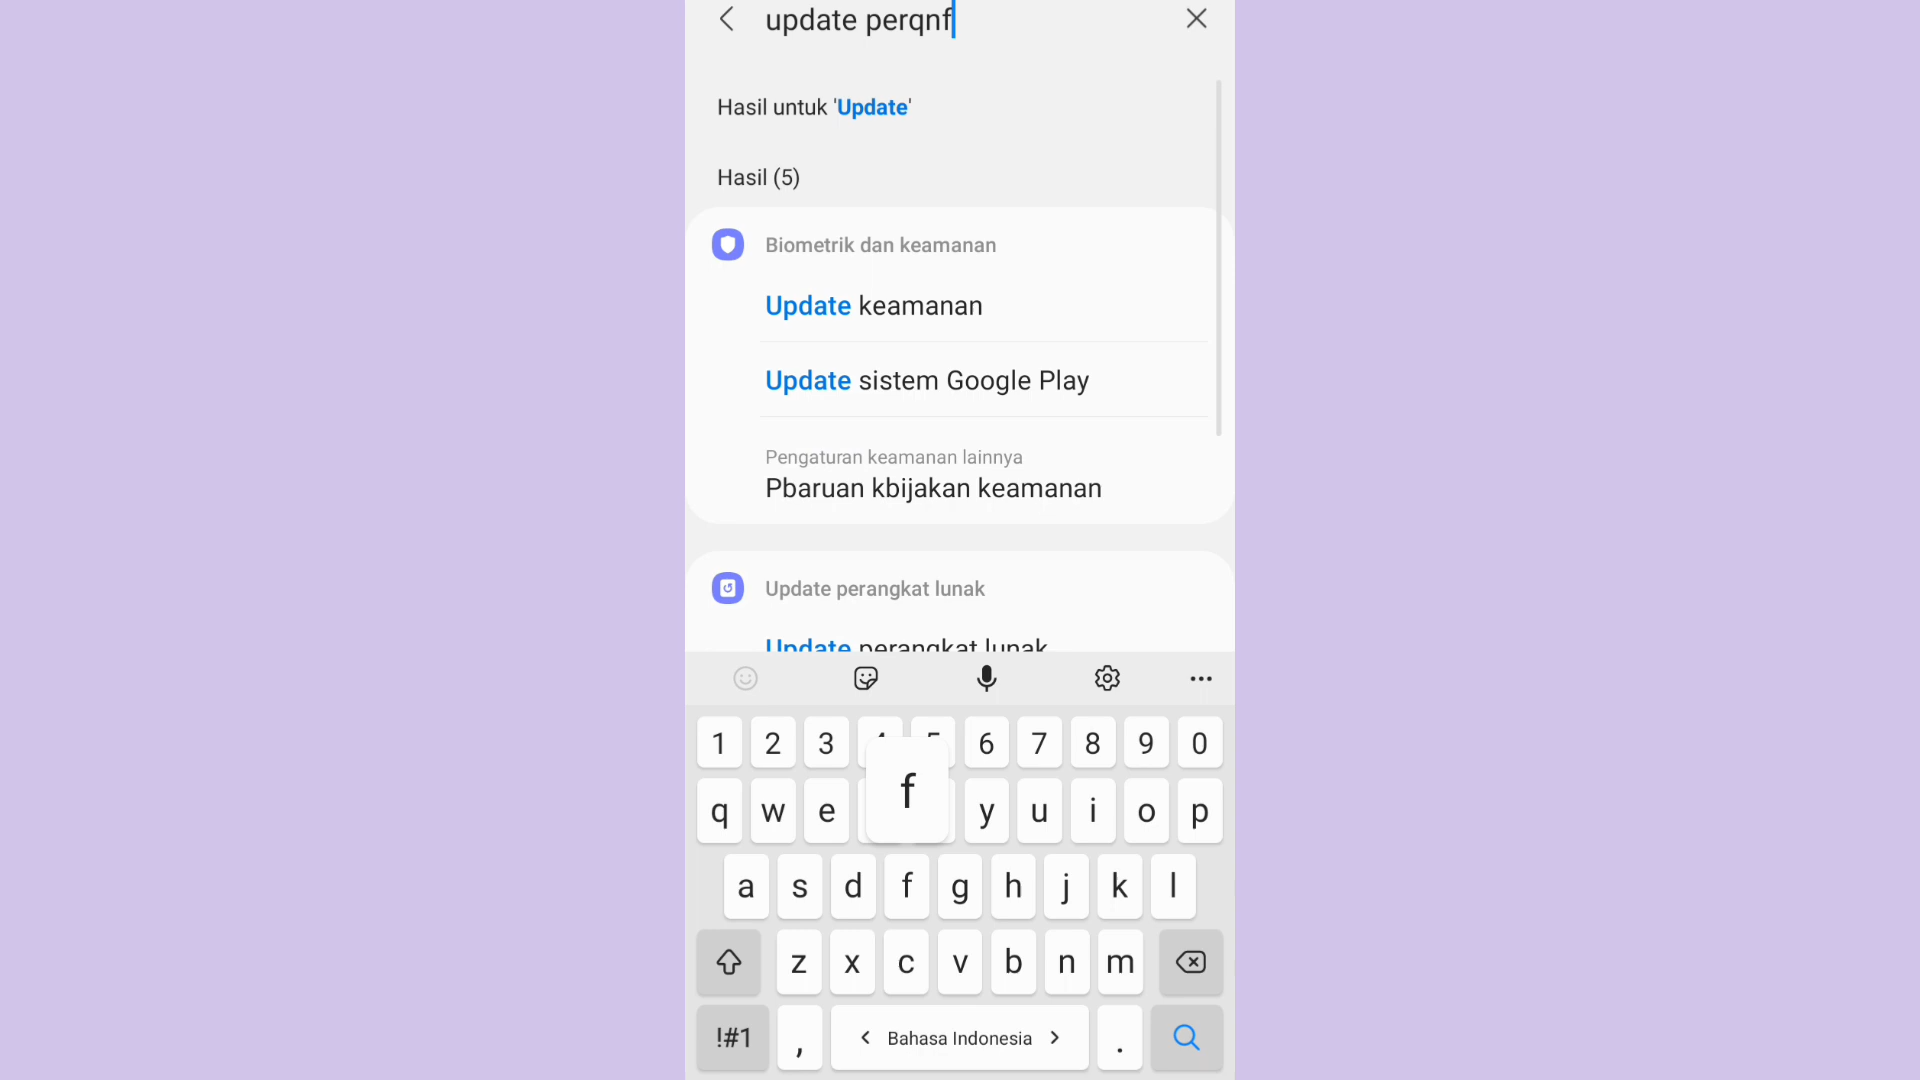 update perqnf
Hasil untuk 'Update'
Hasil (5)
Biometrik dan keamanan
Update keamanan
Update sistem Google Play
Pengaturan keamanan lainnya
Pbaruan kbijakan keamanan
Update perangkat lunak
Update perangkat lunak
1 2 3 4 5 6 7 8 9 0
f
q w e y u i o p
a s d f g h j k l
z x c v b n m
!#1 , < Bahasa Indonesia > .